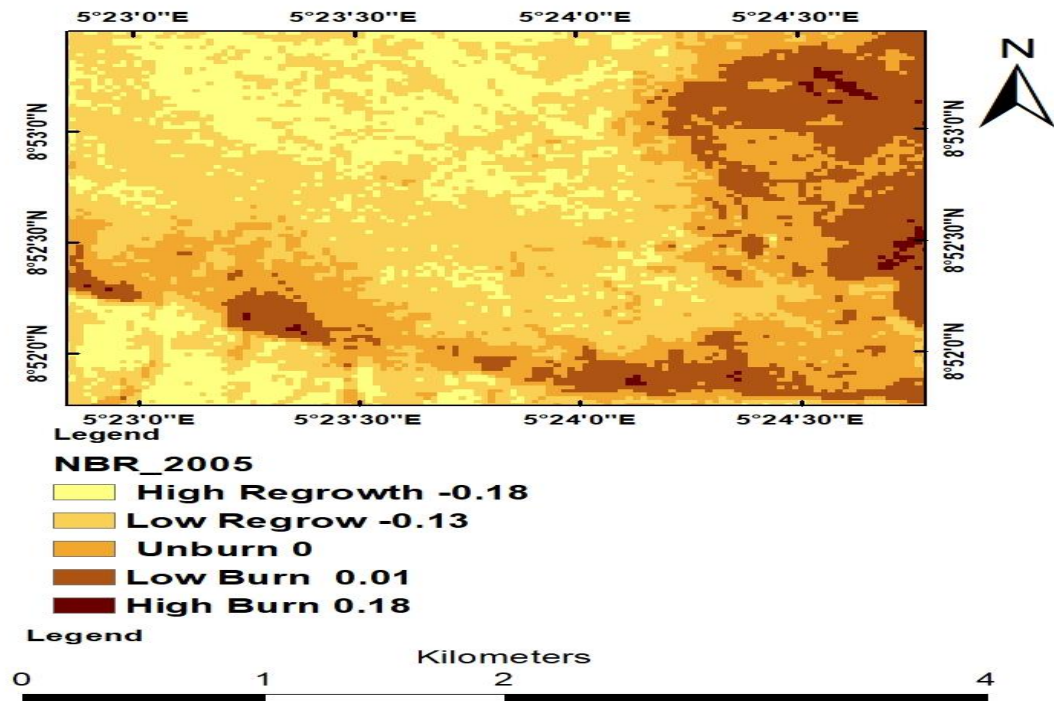 5°23'0"E 5°23'30"E 5°24'0"E 5°24'30"E
N
8°53'0"N 8°53'0"N
8°52'30"N 8°52'30"N
8°52'0"N 8°52'0"N
5°23'0"E 5°23'30"E 5°24'0"E 5°24'30"E
Legend
NBR_2005
High Regrowth -0.18
Low Regrow -0.13
Unburn 0
Low Burn 0.01
High Burn 0.18
Legend
Kilometers
0 1 2 4